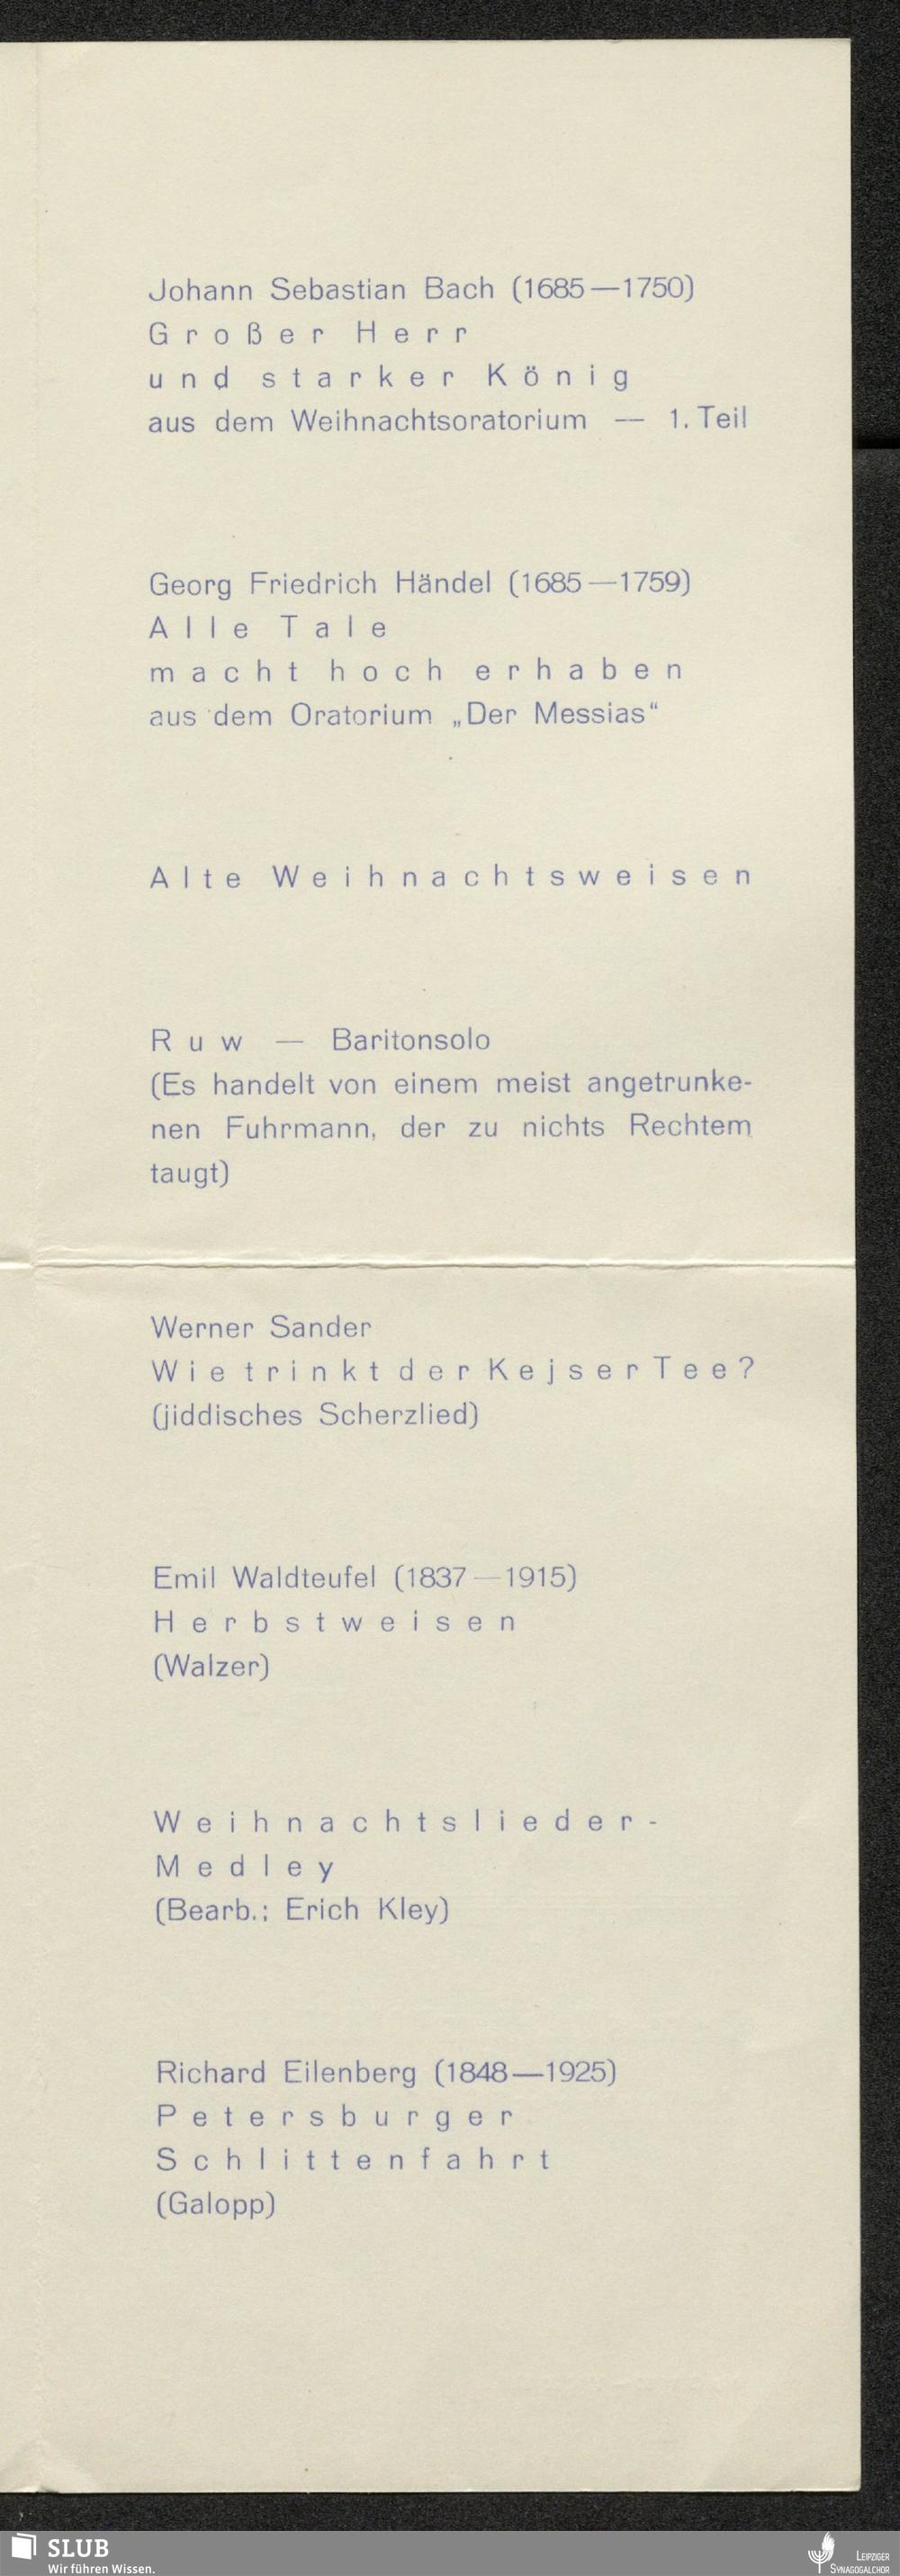 Johann Sebastian Bach (1685—1750)
Großer Herr
und starker König
aus dem Weihnachtsoratorium — 1. Teil
Georg Friedrich Händel (1685—1759)
Alle Tale
macht hoch erhaben
aus dem Oratorium „Der Messias“
Alte Weihnachtsweisen
Ruw — Baritonsolo
(Es handelt von einem meist angetrunke-
nen Fuhrmann, der zu nichts Rechtem
taugt)
Werner Sander
Wie trinkt der Kejser Tee?
(jiddisches Scherzlied)
Emil Waldteufel (1837—1915)
Herbstweisen
(Walzer)
Weihnachtslieder-
Medley
(Bearb.: Erich Kley)
Richard Eilenberg (1848—1925)
Petersburger
Schlittenfahrt
(Galopp)
SLUB
Wir führen Wissen.
LEIPZIGER
SYNAGOGALCHOR